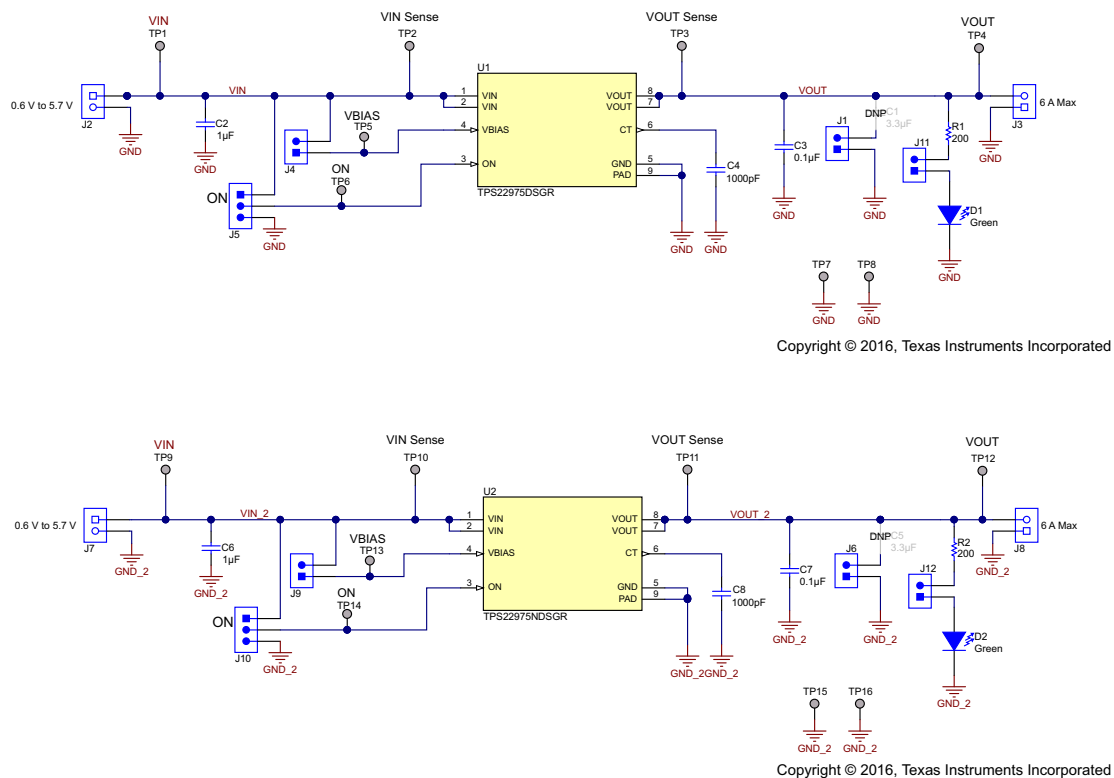 VIN
TP1
VIN Sense
TP2
VOUT Sense
TP3
VOUT
TP4
U1
0.6 V to 5.7 V
J2
GND
VIN
C2
1µF
GND
J4
VBIAS
TP5
ON
TP6
ON
J5
GND
1 VIN
2 VIN
4 VBIAS
3 ON
VOUT 8
VOUT 7
CT 6
GND 5
PAD 9
TPS22975DSGR
C4
1000pF
GND
GND
VOUT
C3
0.1µF
GND
J1
DNP
C1
3.3µF
GND
R1
200
J11
D1
Green
GND
J3
6 A Max
GND
TP7
GND
TP8
GND
Copyright © 2016, Texas Instruments Incorporated
VIN
TP9
VIN Sense
TP10
VOUT Sense
TP11
VOUT
TP12
U2
0.6 V to 5.7 V
J7
GND_2
VIN_2
C6
1µF
GND_2
J9
VBIAS
TP13
ON
TP14
ON
J10
GND_2
1 VIN
2 VIN
4 VBIAS
3 ON
VOUT 8
VOUT 7
CT 6
GND 5
PAD 9
TPS22975NDSGR
C8
1000pF
GND_2
GND_2
VOUT_2
C7
0.1µF
GND_2
J6
DNP
C5
3.3µF
GND_2
R2
200
J12
D2
Green
GND_2
J8
6 A Max
GND_2
TP15
GND_2
TP16
GND_2
Copyright © 2016, Texas Instruments Incorporated